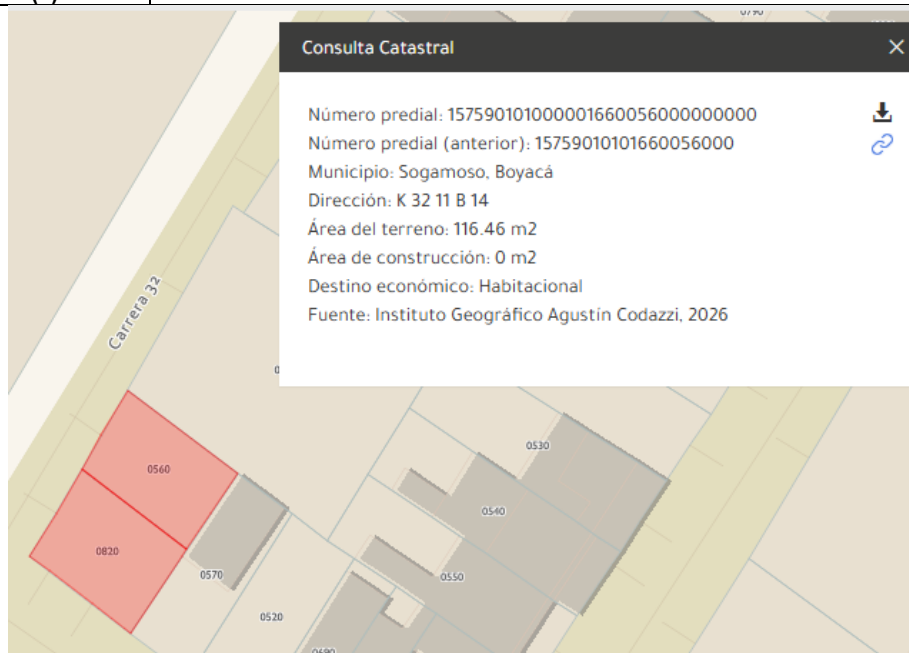 0790
Consulta Catastral
Número predial: 157590101000001660056000000000
Número predial (anterior): 15759010101660056000
Municipio: Sogamoso, Boyacá
Dirección: K 32 11 B 14
Área del terreno: 116.46 m2
Área de construcción: 0 m2
Destino económico: Habitacional
Fuente: Instituto Geográfico Agustín Codazzi, 2026
Carrera 32
0530
0560
0540
0820
0570
0550
0520